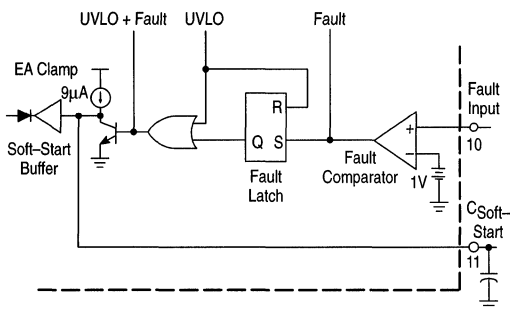 UVLO + Fault
UVLO
Fault
EA Clamp
9µA
Soft–Start
Buffer
R
Q
S
Fault
Latch
Fault
Comparator
+
–
1V
Fault
Input
10
CSoft–
Start
11